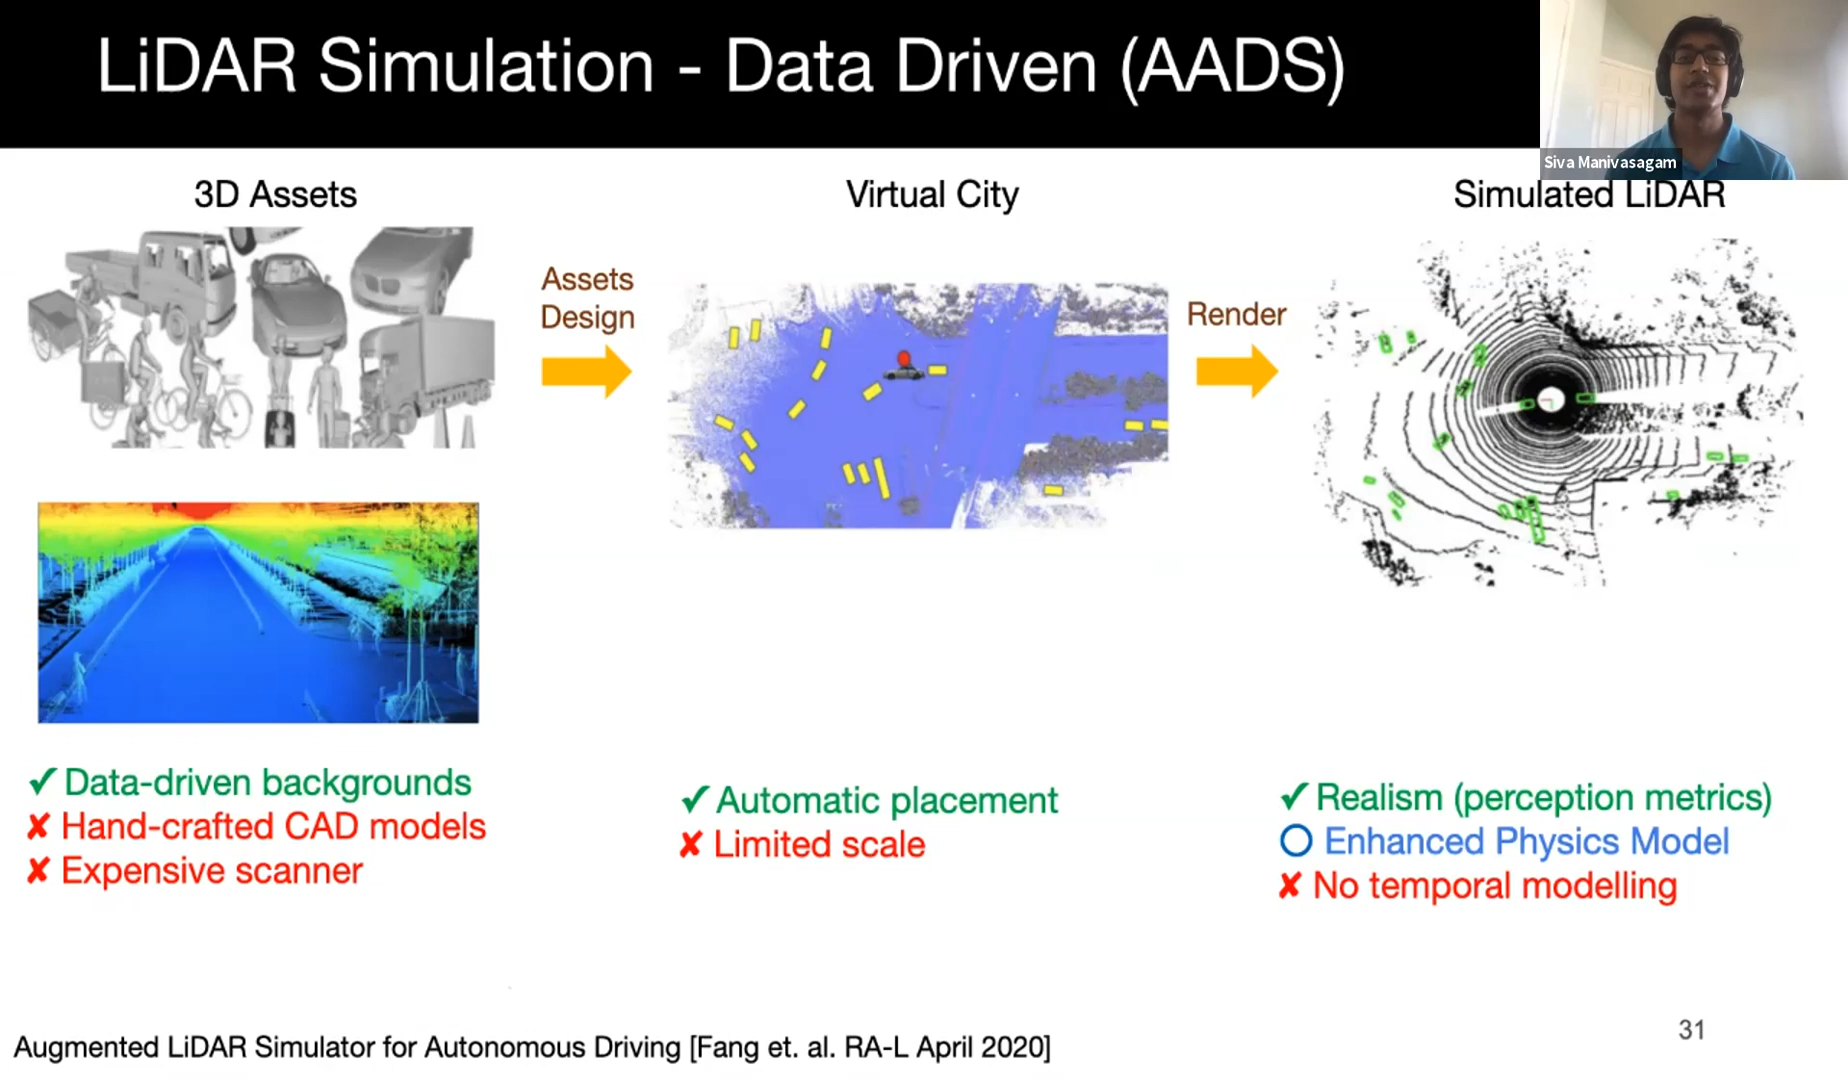 LiDAR Simulation - Data Driven (AADS)
Siva Manivasagam
3D Assets
Virtual City
Simulated LiDAR
Assets
Design
Render
✓ Data-driven backgrounds
✘ Hand-crafted CAD models
✘ Expensive scanner
✓ Automatic placement
✘ Limited scale
✓ Realism (perception metrics)
○ Enhanced Physics Model
✘ No temporal modelling
31
Augmented LiDAR Simulator for Autonomous Driving [Fang et. al. RA-L April 2020]